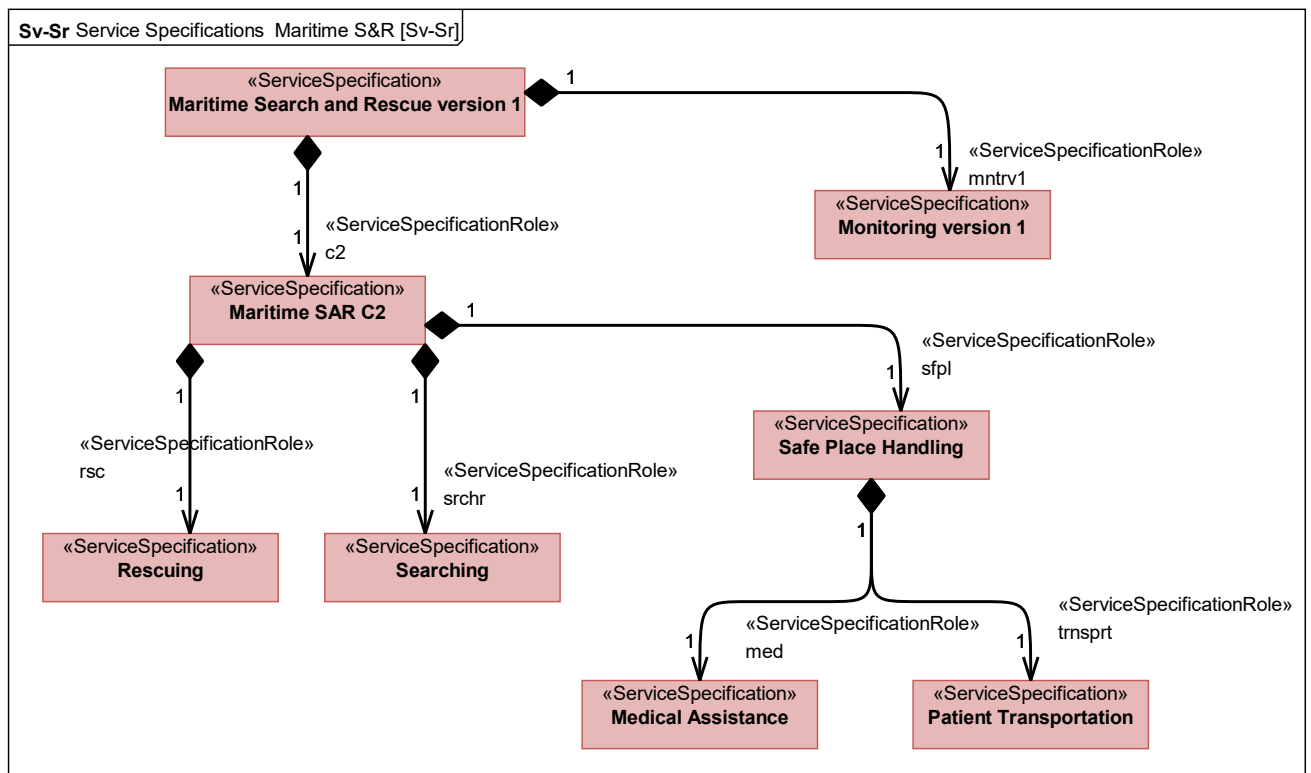 Sv-Sr Service Specifications Maritime S&R [Sv-Sr]
«ServiceSpecification»
Maritime Search and Rescue version 1
1
1
1
«ServiceSpecificationRole»
mntrv1
«ServiceSpecification»
Monitoring version 1
1
«ServiceSpecificationRole»
c2
«ServiceSpecification»
Maritime SAR C2
1
1
1
1
«ServiceSpecificationRole»
sfpl
«ServiceSpecification»
Safe Place Handling
«ServiceSpecificationRole»
rsc
1
«ServiceSpecificationRole»
srchr
1
«ServiceSpecification»
Rescuing
«ServiceSpecification»
Searching
1
1
«ServiceSpecificationRole»
med
1
«ServiceSpecificationRole»
trnsprt
«ServiceSpecification»
Medical Assistance
«ServiceSpecification»
Patient Transportation